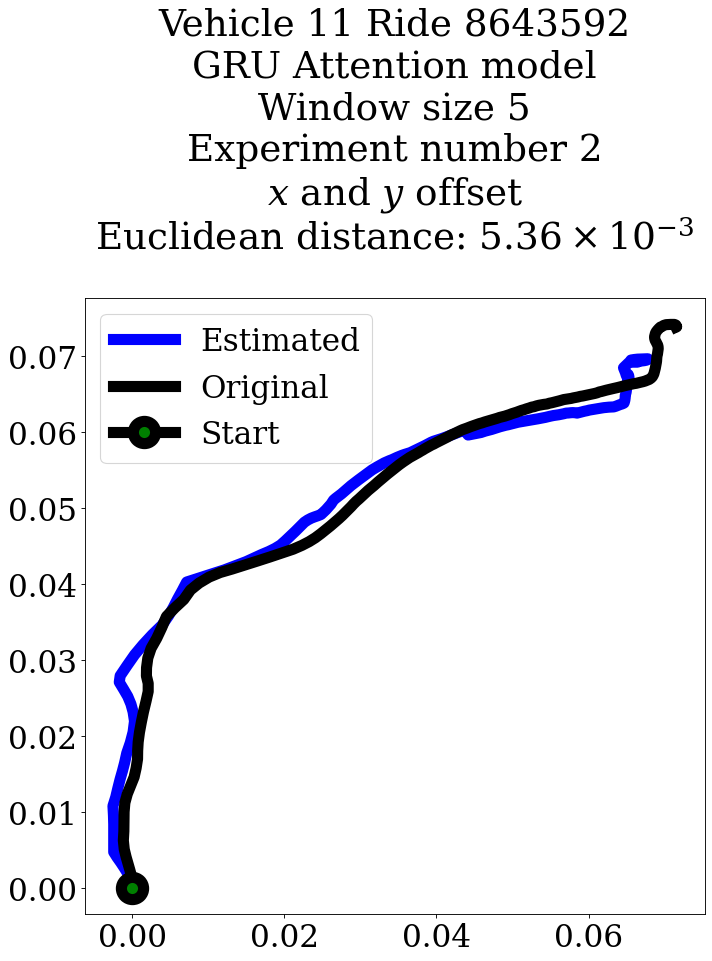 Vehicle 11 Ride 8643592
GRU Attention model
Window size 5
Experiment number 2
x and y offset
Euclidean distance: 5.36 × 10⁻³
Estimated
Original
Start
0.07
0.06
0.05
0.04
0.03
0.02
0.01
0.00
0.00 0.02 0.04 0.06